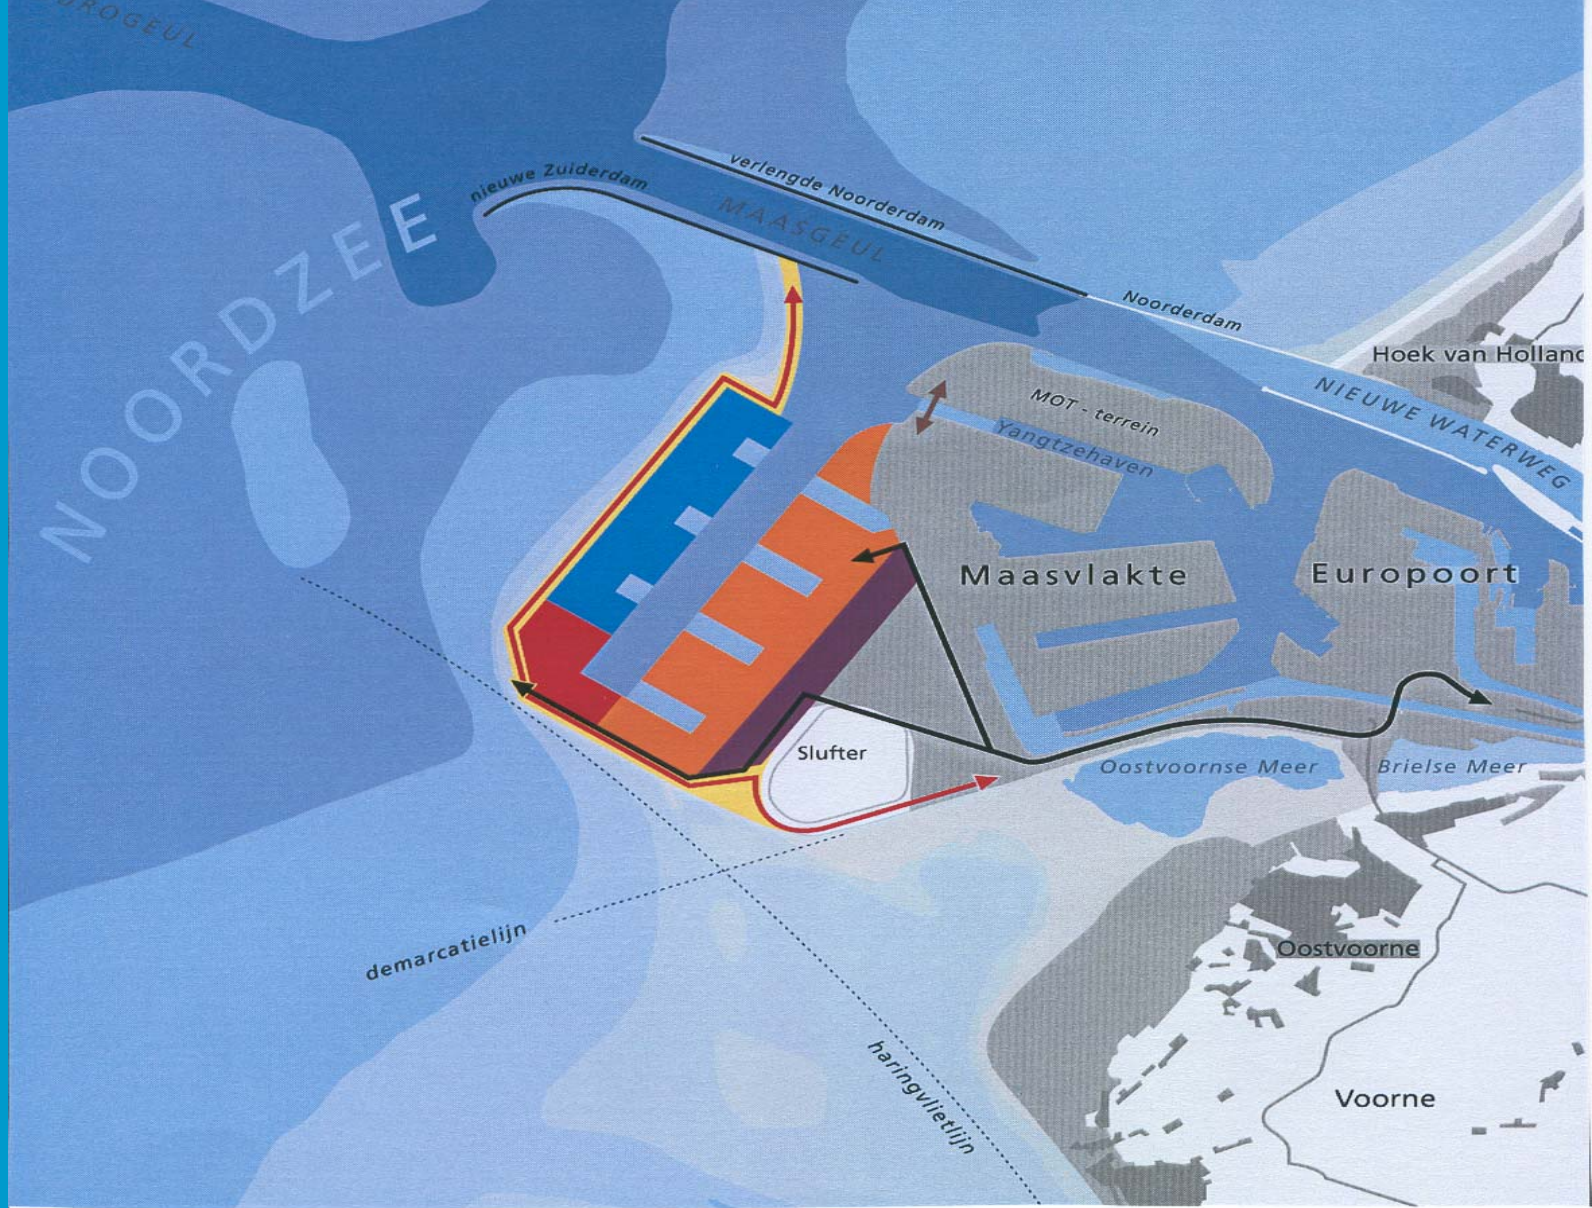 ROGEUL
NOORDZEE
nieuwe Zuiderdam
verlengde Noorderdam
MAASGEUL
Noorderdam
Hoek van Holland
NIEUWE WATERWEG
MOT - terrein
Yangtzehaven
Maasvlakte
Europoort
Slufter
Oostvoornse Meer
Brielse Meer
demarcatielijn
Oostvoorne
haringvlietlijn
Voorne